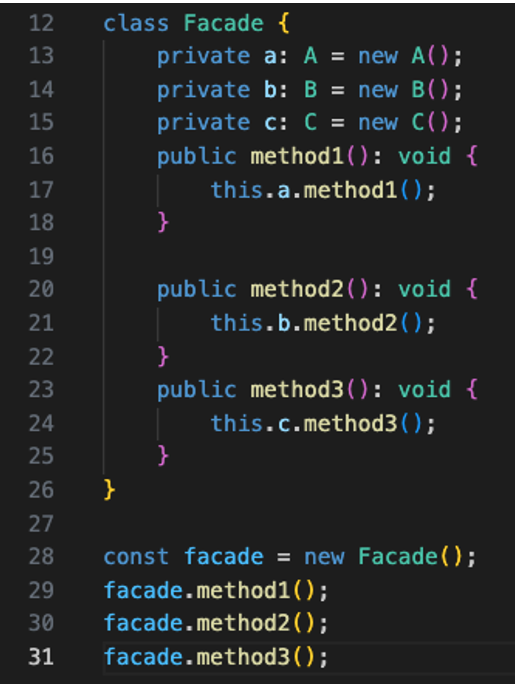 12 class Facade {
13     private a: A = new A();
14     private b: B = new B();
15     private c: C = new C();
16     public method1(): void {
17         this.a.method1();
18     }
19
20     public method2(): void {
21         this.b.method2();
22     }
23     public method3(): void {
24         this.c.method3();
25     }
26 }
27
28 const facade = new Facade();
29 facade.method1();
30 facade.method2();
31 facade.method3();